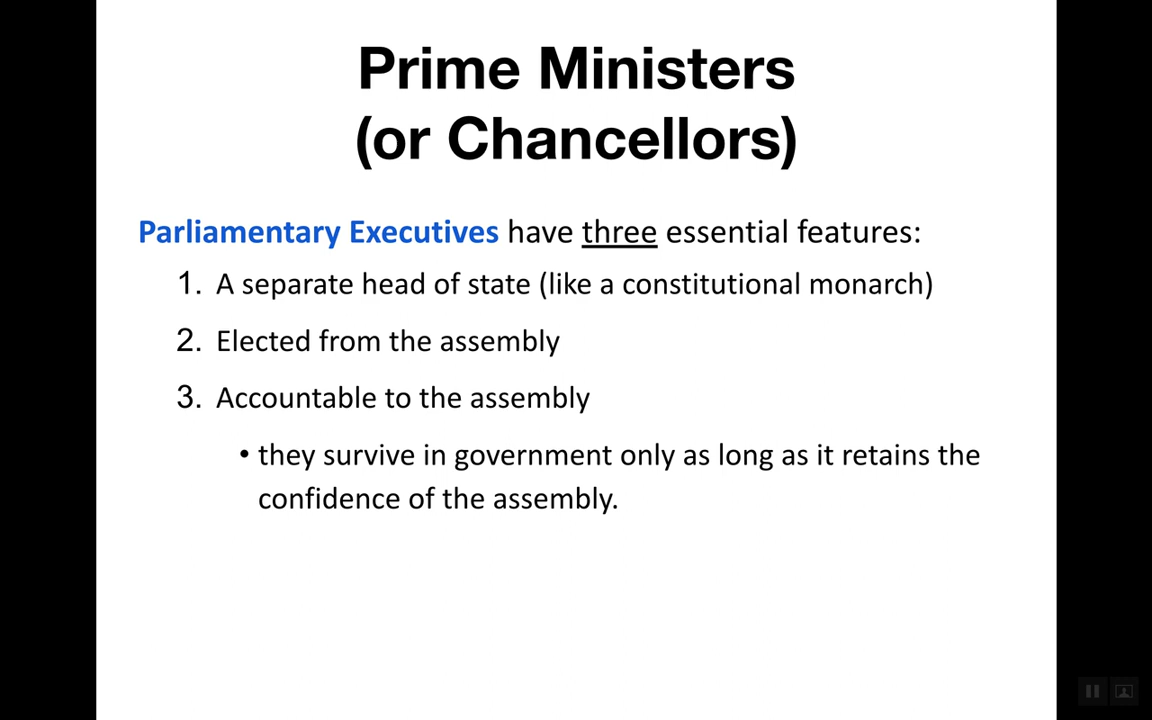 Prime Ministers
(or Chancellors)
Parliamentary Executives have three essential features:
1. A separate head of state (like a constitutional monarch)
2. Elected from the assembly
3. Accountable to the assembly
• they survive in government only as long as it retains the
confidence of the assembly.